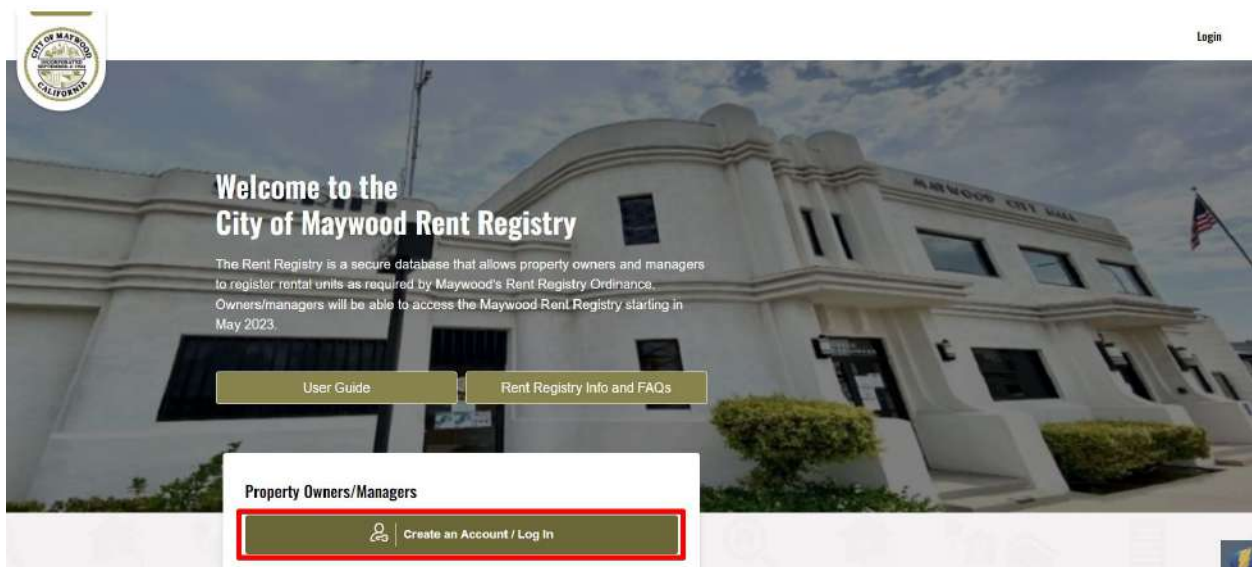 Login
CITY OF MAYWOOD
INCORPORATED
CALIFORNIA
MAYWOOD CITY HALL
Welcome to the
City of Maywood Rent Registry
The Rent Registry is a secure database that allows property owners and managers
to register rental units as required by Maywood's Rent Registry Ordinance.
Owners/managers will be able to access the Maywood Rent Registry starting in
May 2023.
User Guide
Rent Registry Info and FAQs
Property Owners/Managers
Create an Account / Log In